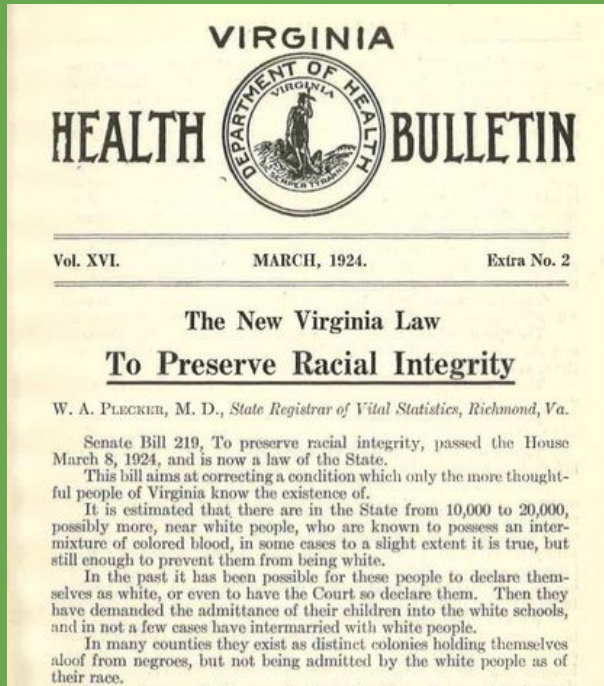 VIRGINIA
HEALTH BULLETIN
DEPARTMENT OF HEALTH
VIRGINIA
SEMPER TYRANNIS
Vol. XVI. MARCH, 1924. Extra No. 2
The New Virginia Law
To Preserve Racial Integrity
W. A. PLECKER, M. D., State Registrar of Vital Statistics, Richmond, Va.
Senate Bill 219, To preserve racial integrity, passed the House
March 8, 1924, and is now a law of the State.
This bill aims at correcting a condition which only the more thought-
ful people of Virginia know the existence of.
It is estimated that there are in the State from 10,000 to 20,000,
possibly more, near white people, who are known to possess an inter-
mixture of colored blood, in some cases to a slight extent it is true, but
still enough to prevent them from being white.
In the past it has been possible for these people to declare them-
selves as white, or even to have the Court so declare them. Then they
have demanded the admittance of their children into the white schools,
and in not a few cases have intermarried with white people.
In many counties they exist as distinct colonies holding themselves
aloof from negroes, but not being admitted by the white people as of
their race.